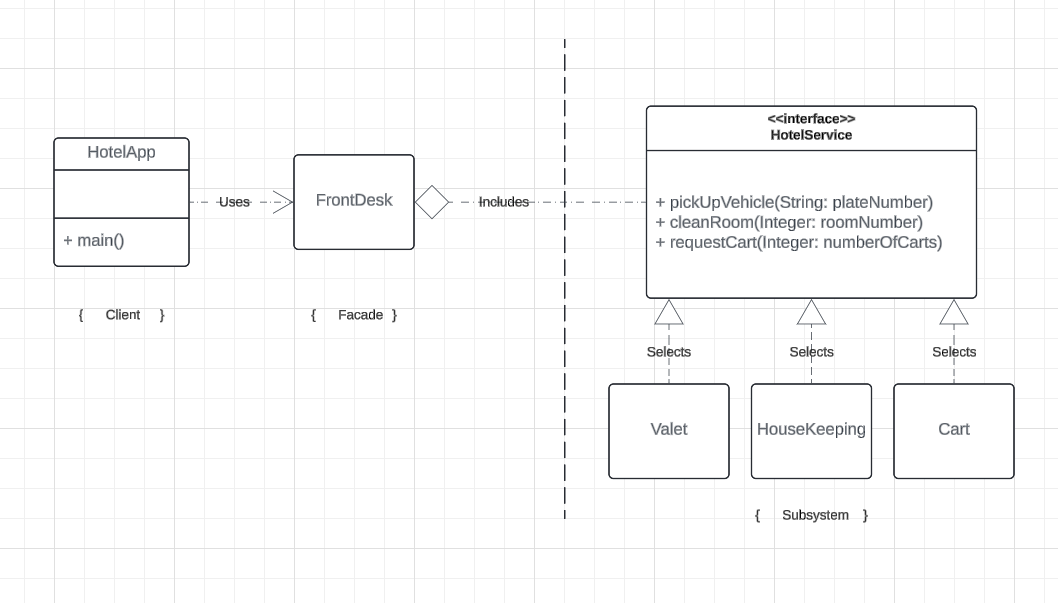 HotelApp
+ main()
Uses
FrontDesk
Includes
<<interface>>
HotelService
+ pickUpVehicle(String: plateNumber)
+ cleanRoom(Integer: roomNumber)
+ requestCart(Integer: numberOfCarts)
{ Client }
{ Facade }
Selects
Selects
Selects
Valet
HouseKeeping
Cart
{ Subsystem }